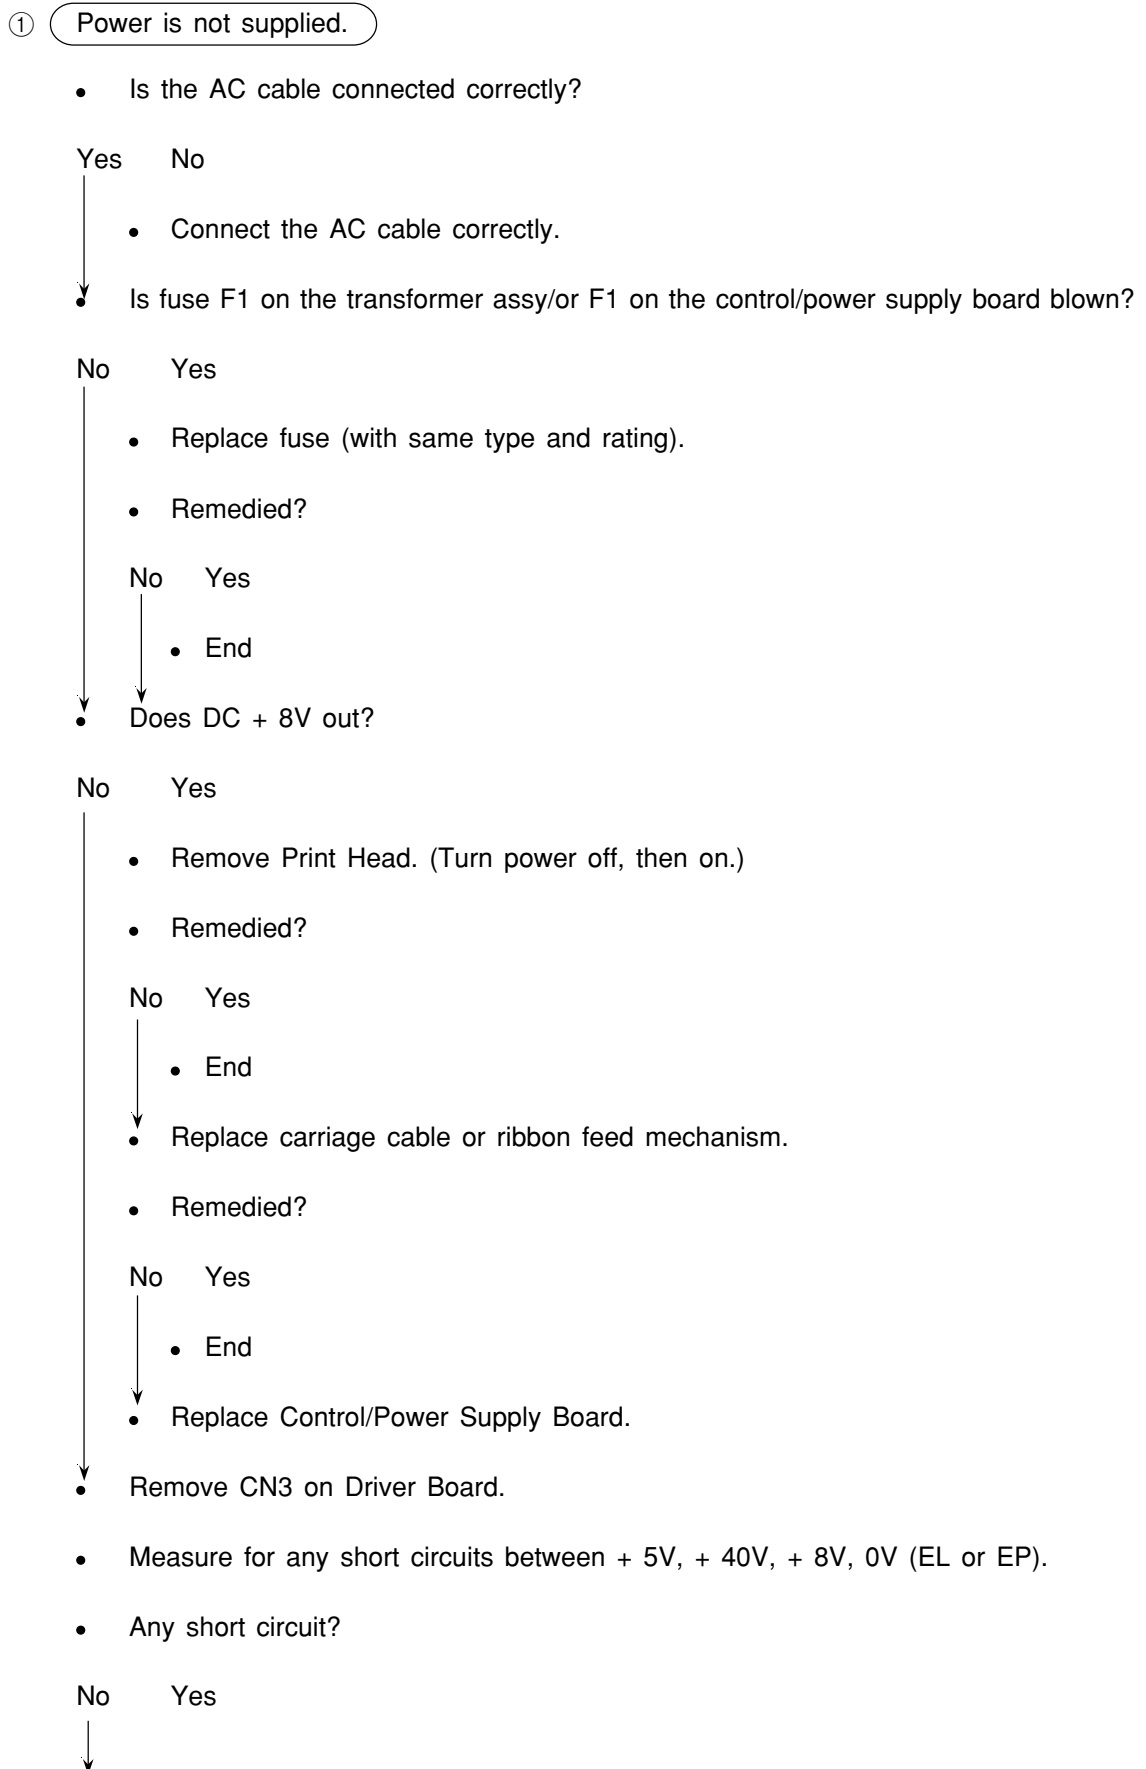 ① Power is not supplied.
• Is the AC cable connected correctly?
Yes No
• Connect the AC cable correctly.
• Is fuse F1 on the transformer assy/or F1 on the control/power supply board blown?
No Yes
• Replace fuse (with same type and rating).
• Remedied?
No Yes
• End
• Does DC + 8V out?
No Yes
• Remove Print Head. (Turn power off, then on.)
• Remedied?
No Yes
• End
• Replace carriage cable or ribbon feed mechanism.
• Remedied?
No Yes
• End
• Replace Control/Power Supply Board.
• Remove CN3 on Driver Board.
• Measure for any short circuits between + 5V, + 40V, + 8V, 0V (EL or EP).
• Any short circuit?
No Yes